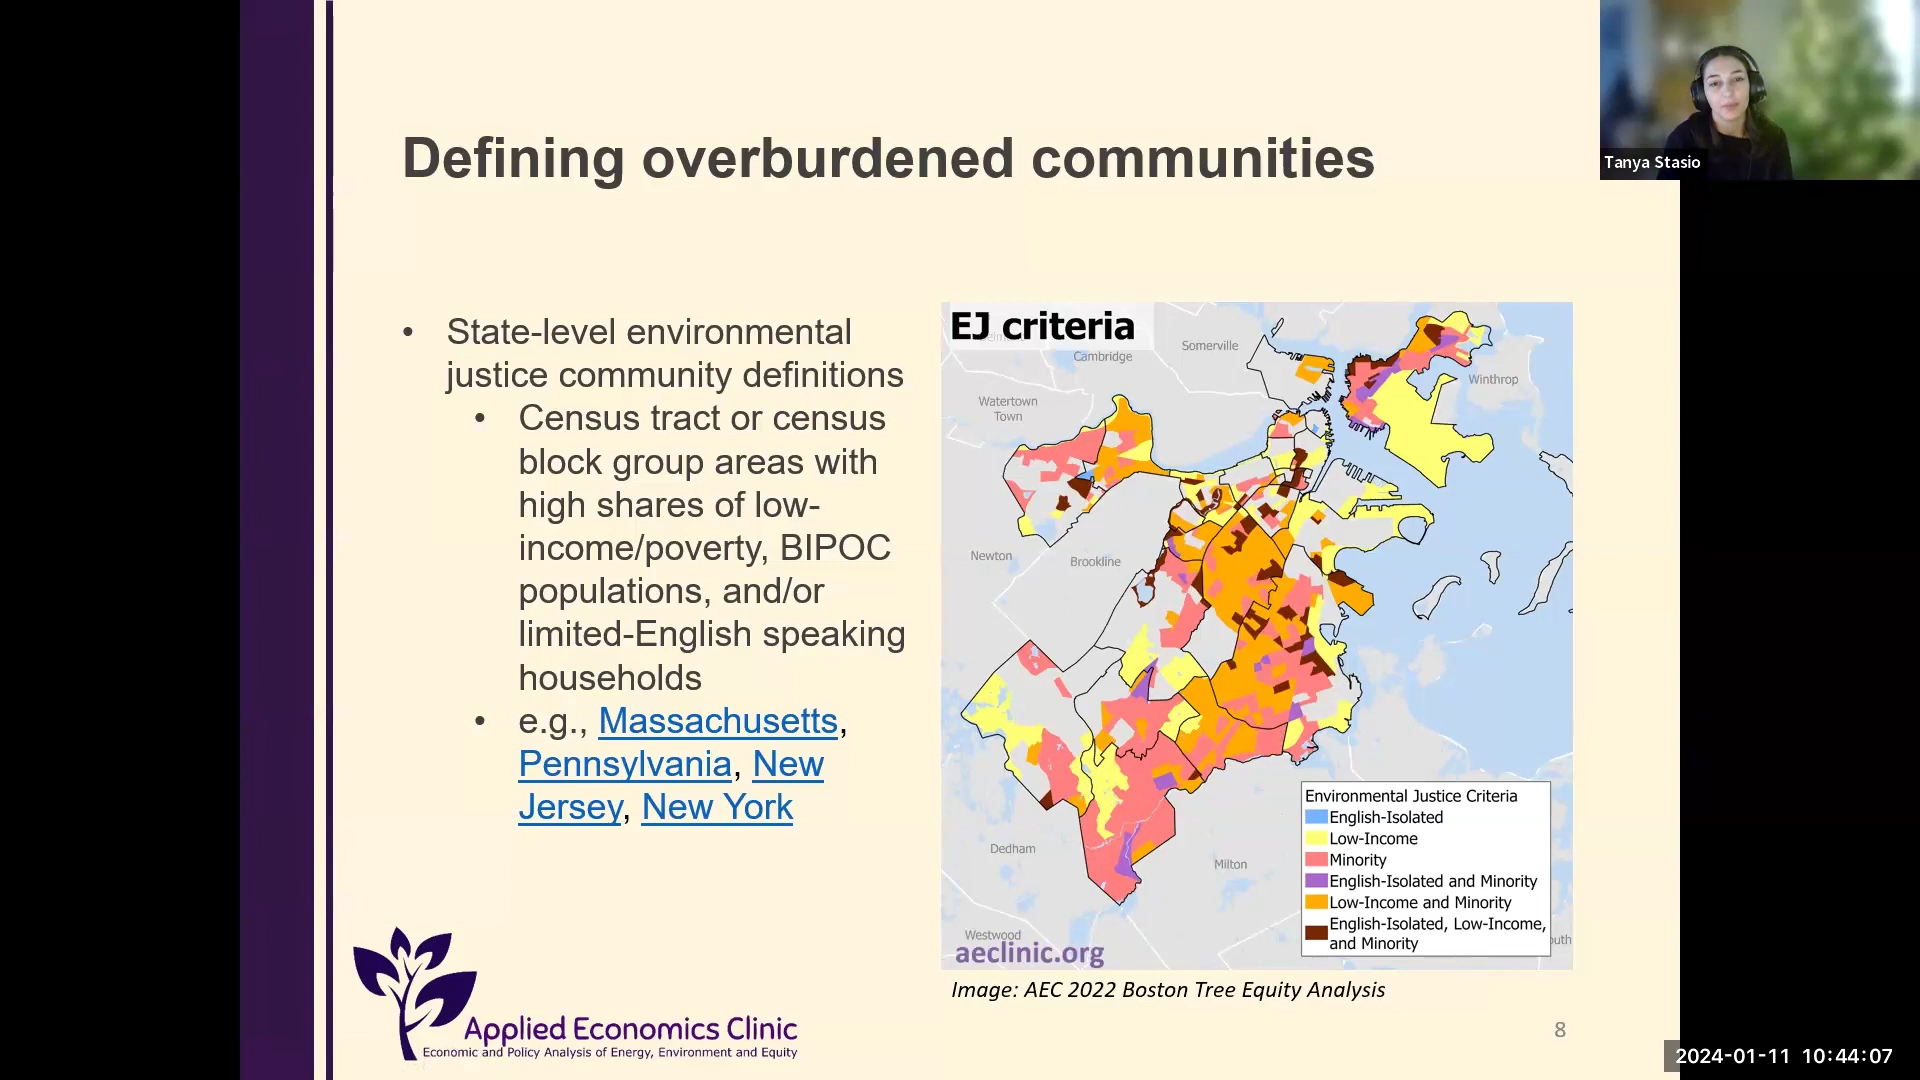 Defining overburdened communities
Tanya Stasio
• State-level environmental
justice community definitions
• Census tract or census
block group areas with
high shares of low-
income/poverty, BIPOC
populations, and/or
limited-English speaking
households
• e.g., Massachusetts,
Pennsylvania, New
Jersey, New York
EJ criteria
Cambridge
Somerville
Winthrop
Watertown
Town
Newton
Brookline
Dedham
Milton
Westwood
Environmental Justice Criteria
English-Isolated
Low-Income
Minority
English-Isolated and Minority
Low-Income and Minority
English-Isolated, Low-Income,
and Minority
aeclinic.org
Image: AEC 2022 Boston Tree Equity Analysis
Applied Economics Clinic
Economic and Policy Analysis of Energy, Environment and Equity
8
2024-01-11 10:44:07